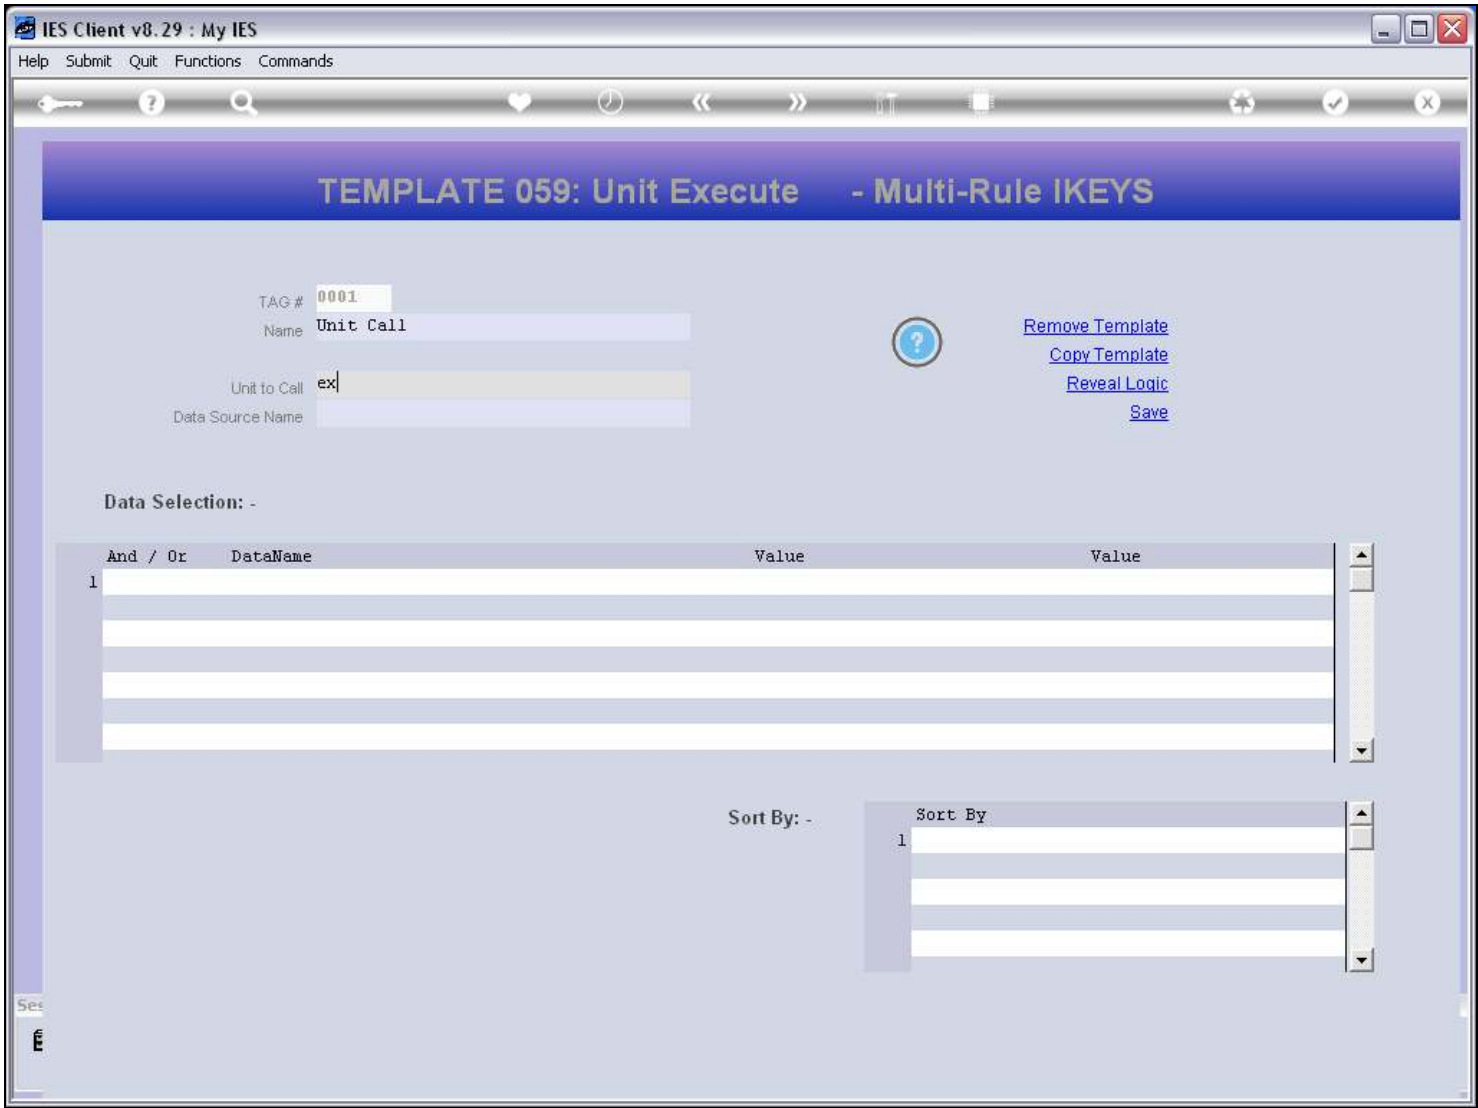 IES Client v8.29 : My IES
Help Submit Quit Functions Commands
TEMPLATE 059: Unit Execute - Multi-Rule IKEYS
TAG # 0001
Name Unit Call
Remove Template
Copy Template
Unit to Call ex
Reveal Logic
Data Source Name
Save
Data Selection: -
And / Or DataName Value Value
1
Sort By: -
Sort By
1
Ses